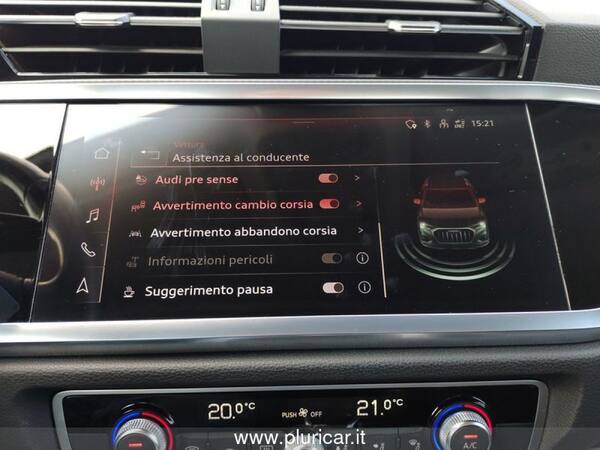 15:21
Vettura
Assistenza al conducente
Audi pre sense
Avvertimento cambio corsia
Avvertimento abbandono corsia
Informazioni pericoli
Suggerimento pausa
20.0°C
PUSH OFF
21.0°C
A/C
www.pluricar.it